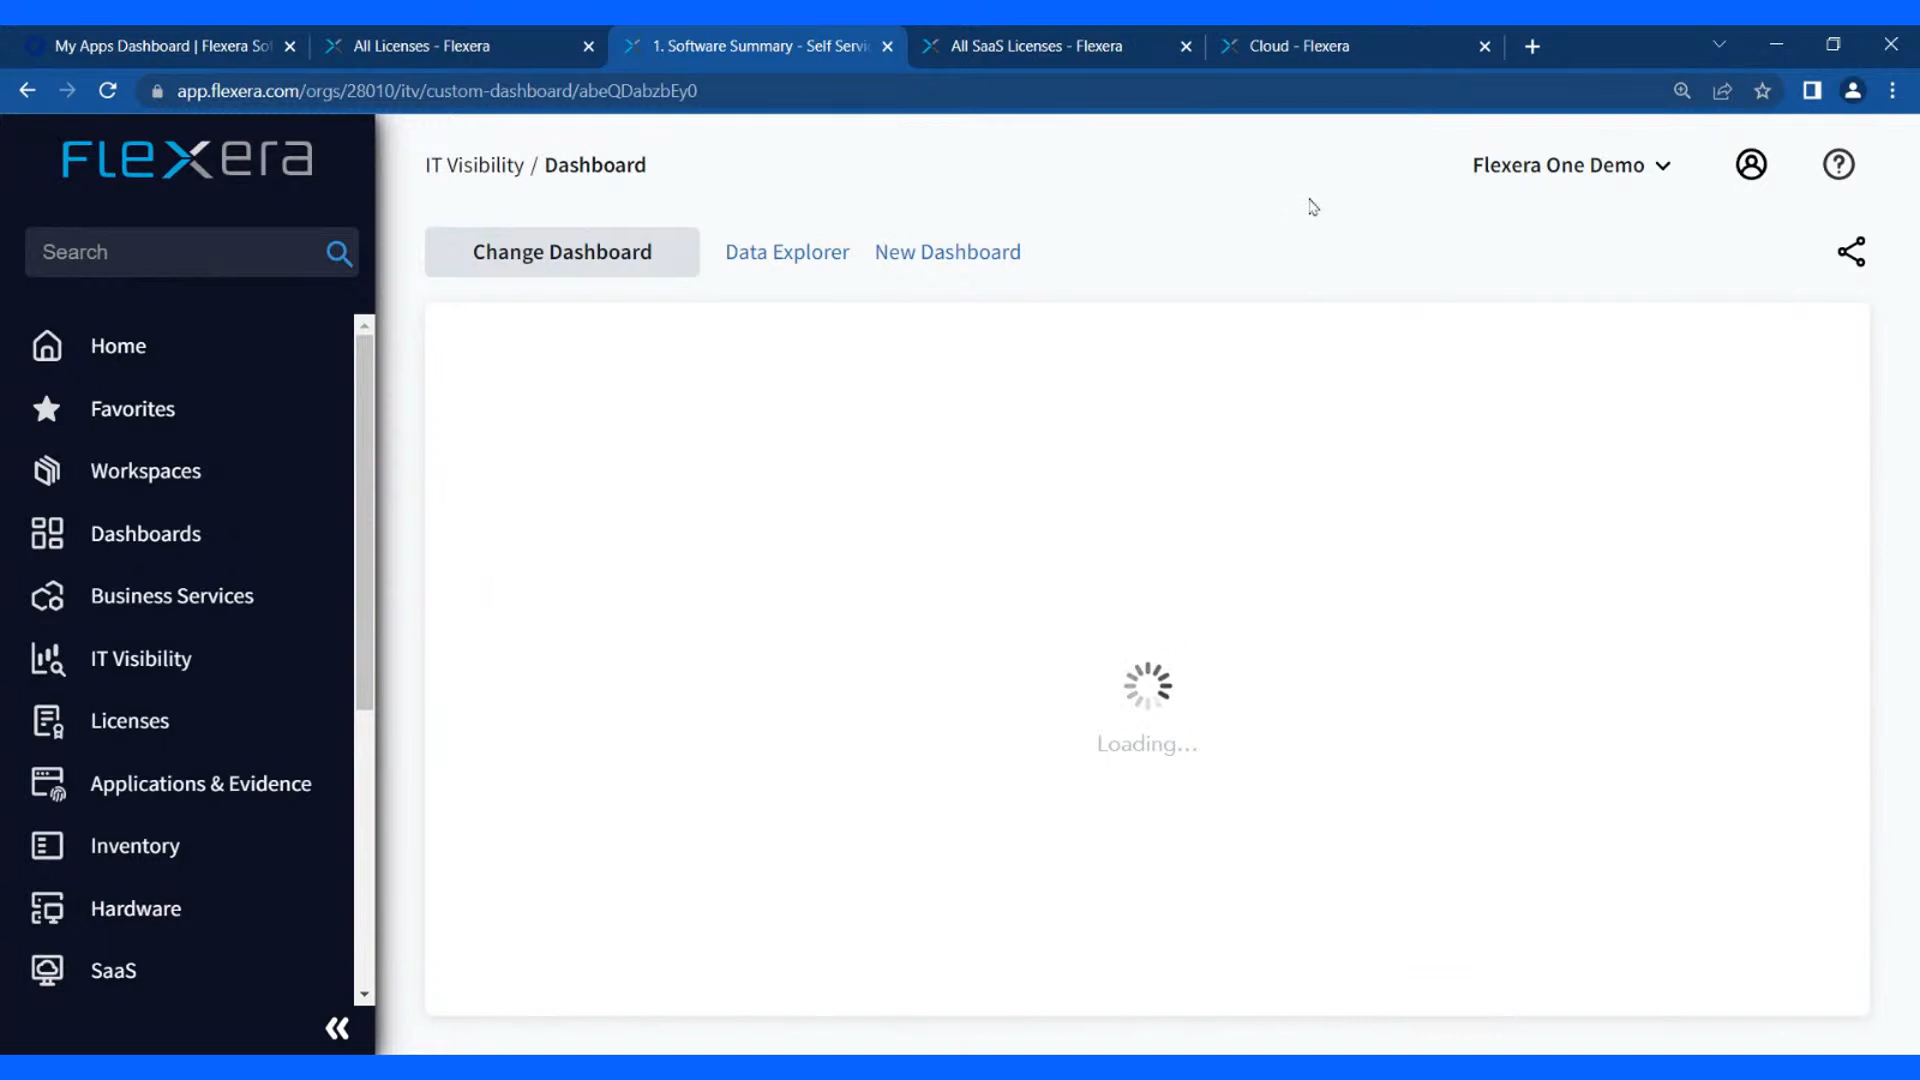 My Apps Dashboard | Flexera So
All Licenses - Flexera
1. Software Summary - Self Servi
All SaaS Licenses - Flexera
Cloud - Flexera
app.flexera.com/orgs/28010/itv/custom-dashboard/abeQDabzbEy0
Flexera
IT Visibility / Dashboard
Flexera One Demo
Search
Change Dashboard
Data Explorer
New Dashboard
Home
Favorites
Workspaces
Dashboards
Business Services
IT Visibility
Licenses
Applications & Evidence
Inventory
Hardware
SaaS
Loading...